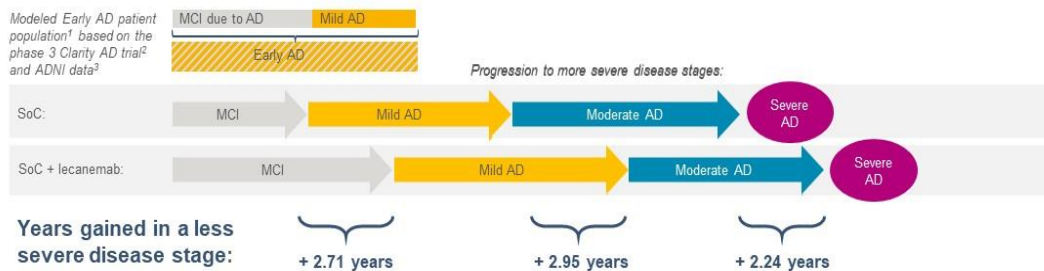 Modeled Early AD patient
population¹ based on the
phase 3 Clarity AD trial²
and ADNI data³
MCI due to AD
Mild AD
Early AD
Progression to more severe disease stages:
SoC:
MCI
Mild AD
Moderate AD
Severe
AD
SoC + lecanemab:
MCI
Mild AD
Moderate AD
Severe
AD
Years gained in a less
severe disease stage:
+ 2.71 years
+ 2.95 years
+ 2.24 years